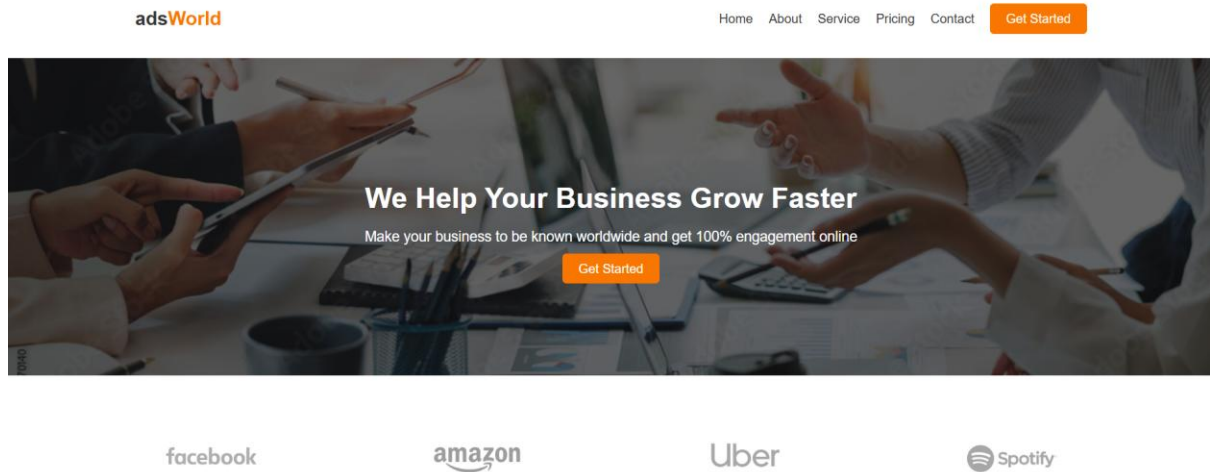 adsWorld
Home About Service Pricing Contact Get Started
We Help Your Business Grow Faster
Make your business to be known worldwide and get 100% engagement online
Get Started
facebook amazon Uber Spotify